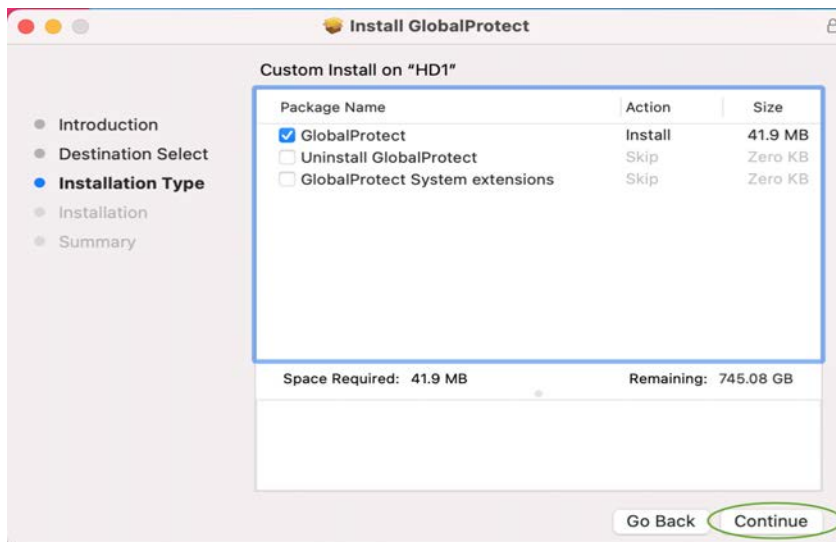 Install GlobalProtect
Custom Install on “HD1”
Introduction
Destination Select
Installation Type
Installation
Summary
Package Name Action Size
GlobalProtect Install 41.9 MB
Uninstall GlobalProtect Skip Zero KB
GlobalProtect System extensions Skip Zero KB
Space Required: 41.9 MB Remaining: 745.08 GB
Go Back Continue